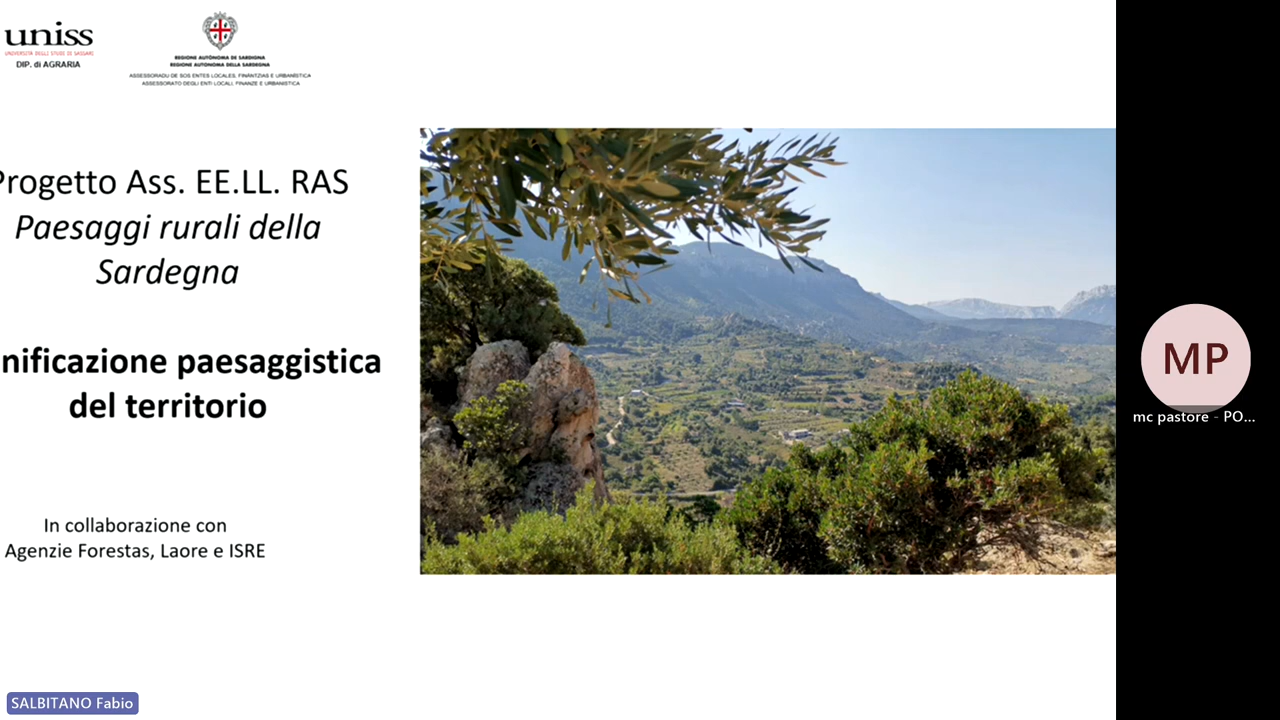 uniss
UNIVERSITÀ DEGLI STUDI DI SASSARI
DIP. di AGRARIA
REGIONE AUTÒNOMA DE SARDIGNA
REGIONE AUTONOMA DELLA SARDEGNA
ASSESSORADU DE SOS ENTES LOCALES, FINÀNTZIAS E URBANÌSTICA
ASSESSORATO DEGLI ENTI LOCALI, FINANZE E URBANISTICA
Progetto Ass. EE.LL. RAS
Paesaggi rurali della
Sardegna
nificazione paesaggistica
del territorio
In collaborazione con
Agenzie Forestas, Laore e ISRE
MP
mc pastore - PO...
SALBITANO Fabio